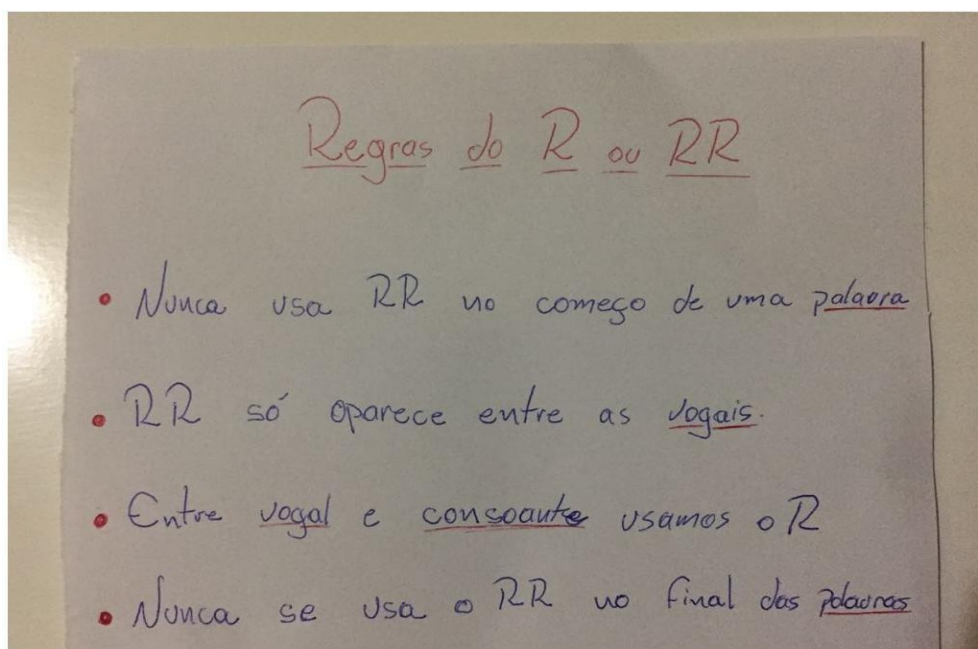 Regras do R ou RR
• Nunca usa RR no começo de uma palavra
• RR só aparece entre as vogais.
• Entre vogal e consoante usamos o R
• Nunca se usa o RR no final das palavras